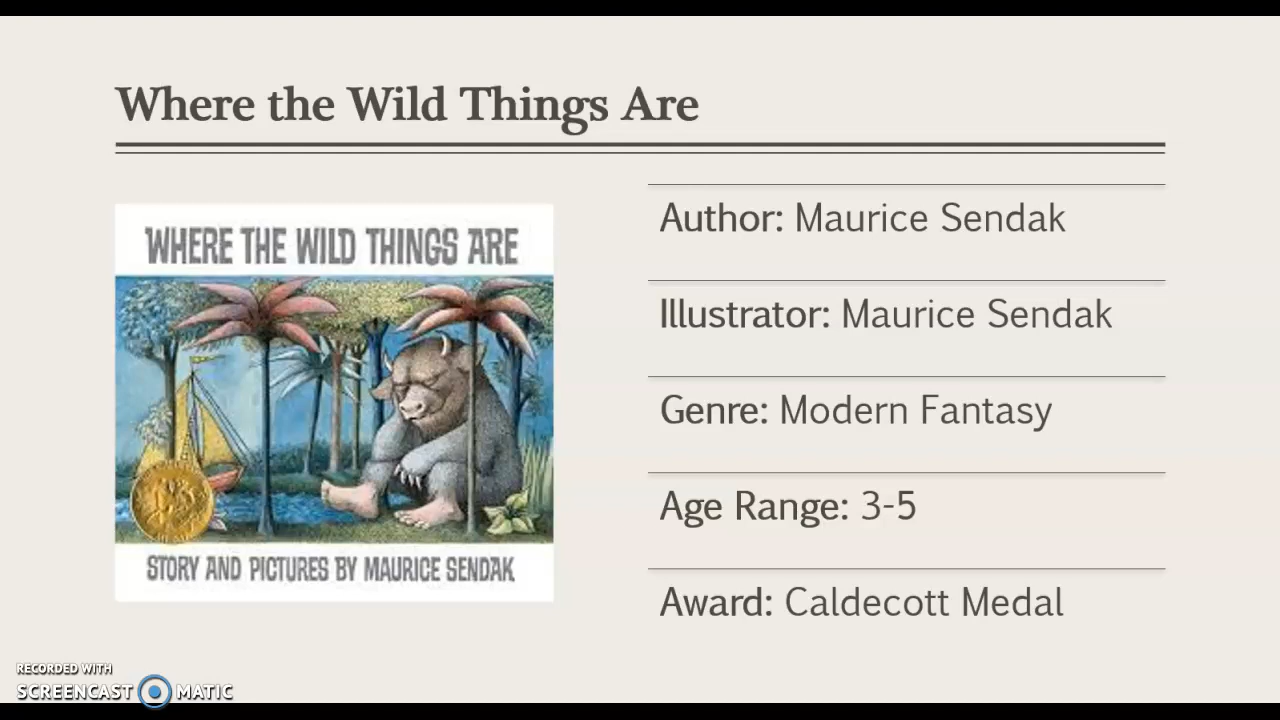 Where the Wild Things Are
WHERE THE WILD THINGS ARE
STORY AND PICTURES BY MAURICE SENDAK
Author: Maurice Sendak
Illustrator: Maurice Sendak
Genre: Modern Fantasy
Age Range: 3-5
Award: Caldecott Medal
RECORDED WITH
SCREENCAST MATIC